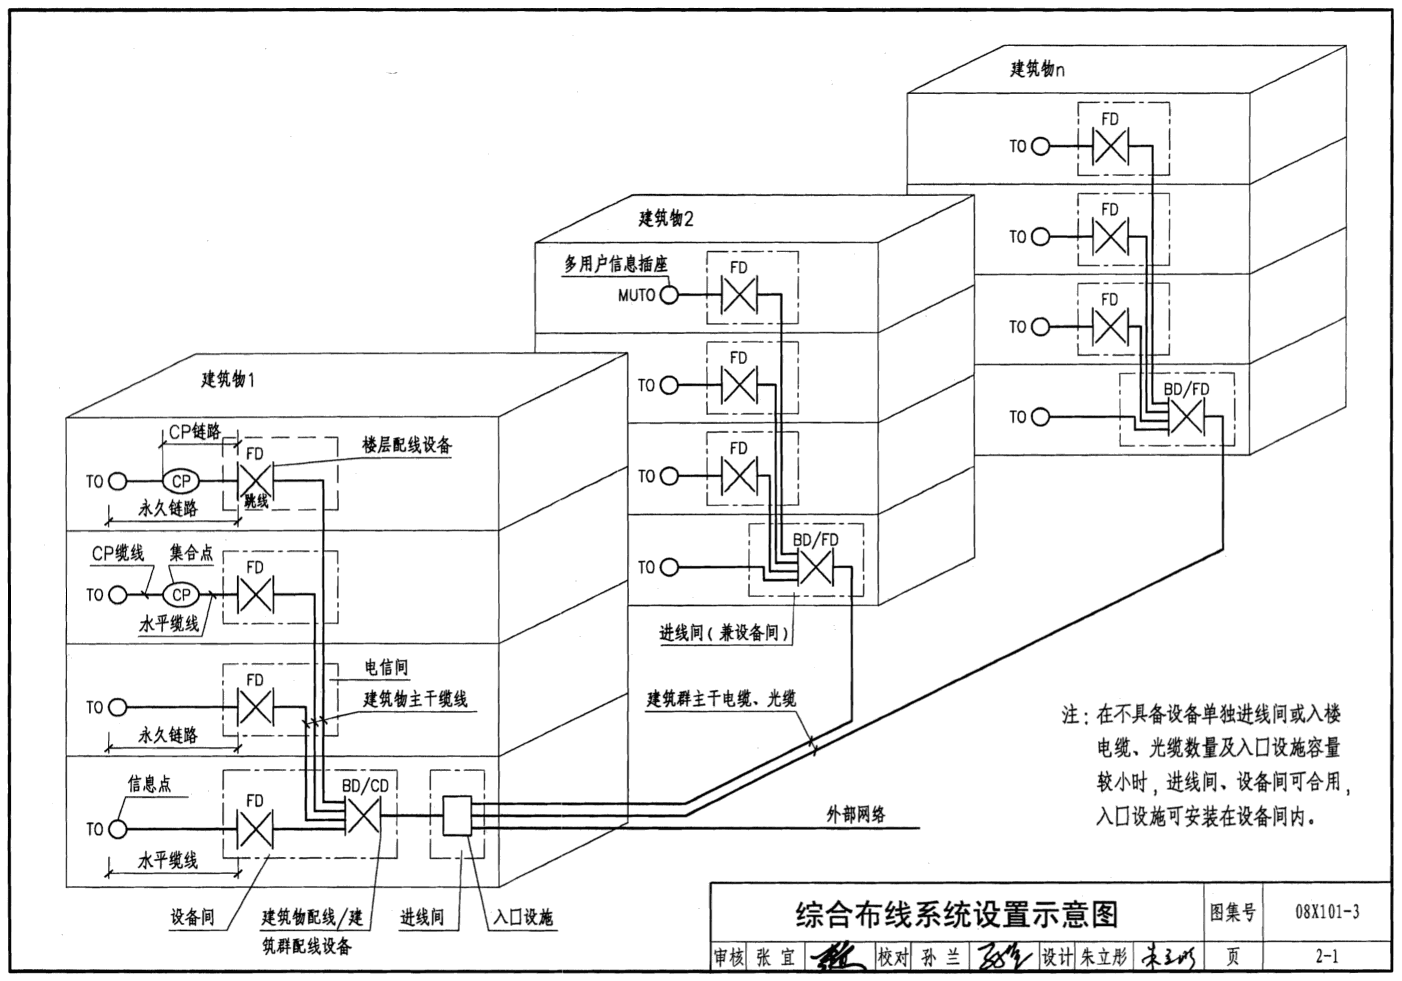 建筑物n
FD
TO
FD
TO
FD
TO
BD/FD
TO
建筑物2
多用户信息插座
FD
MUTO
FD
TO
FD
TO
BD/FD
TO
进线间(兼设备间)
建筑物1
CP链路
FD
楼层配线设备
TO
CP
跳线
永久链路
CP缆线
集合点
FD
TO
CP
水平缆线
电信间
FD
建筑物主干缆线
TO
永久链路
信息点
BD/CD
FD
TO
水平缆线
设备间
建筑物配线/建
筑群配线设备
进线间
入口设施
建筑群主干电缆、光缆
外部网络
注:在不具备设备单独进线间或入楼
电缆、光缆数量及入口设施容量
较小时,进线间、设备间可合用,
入口设施可安装在设备间内。
综合布线系统设置示意图
图集号
08X101-3
审核 张 宜 校对 孙 兰 设计 朱立彤 朱立彤
页
2-1